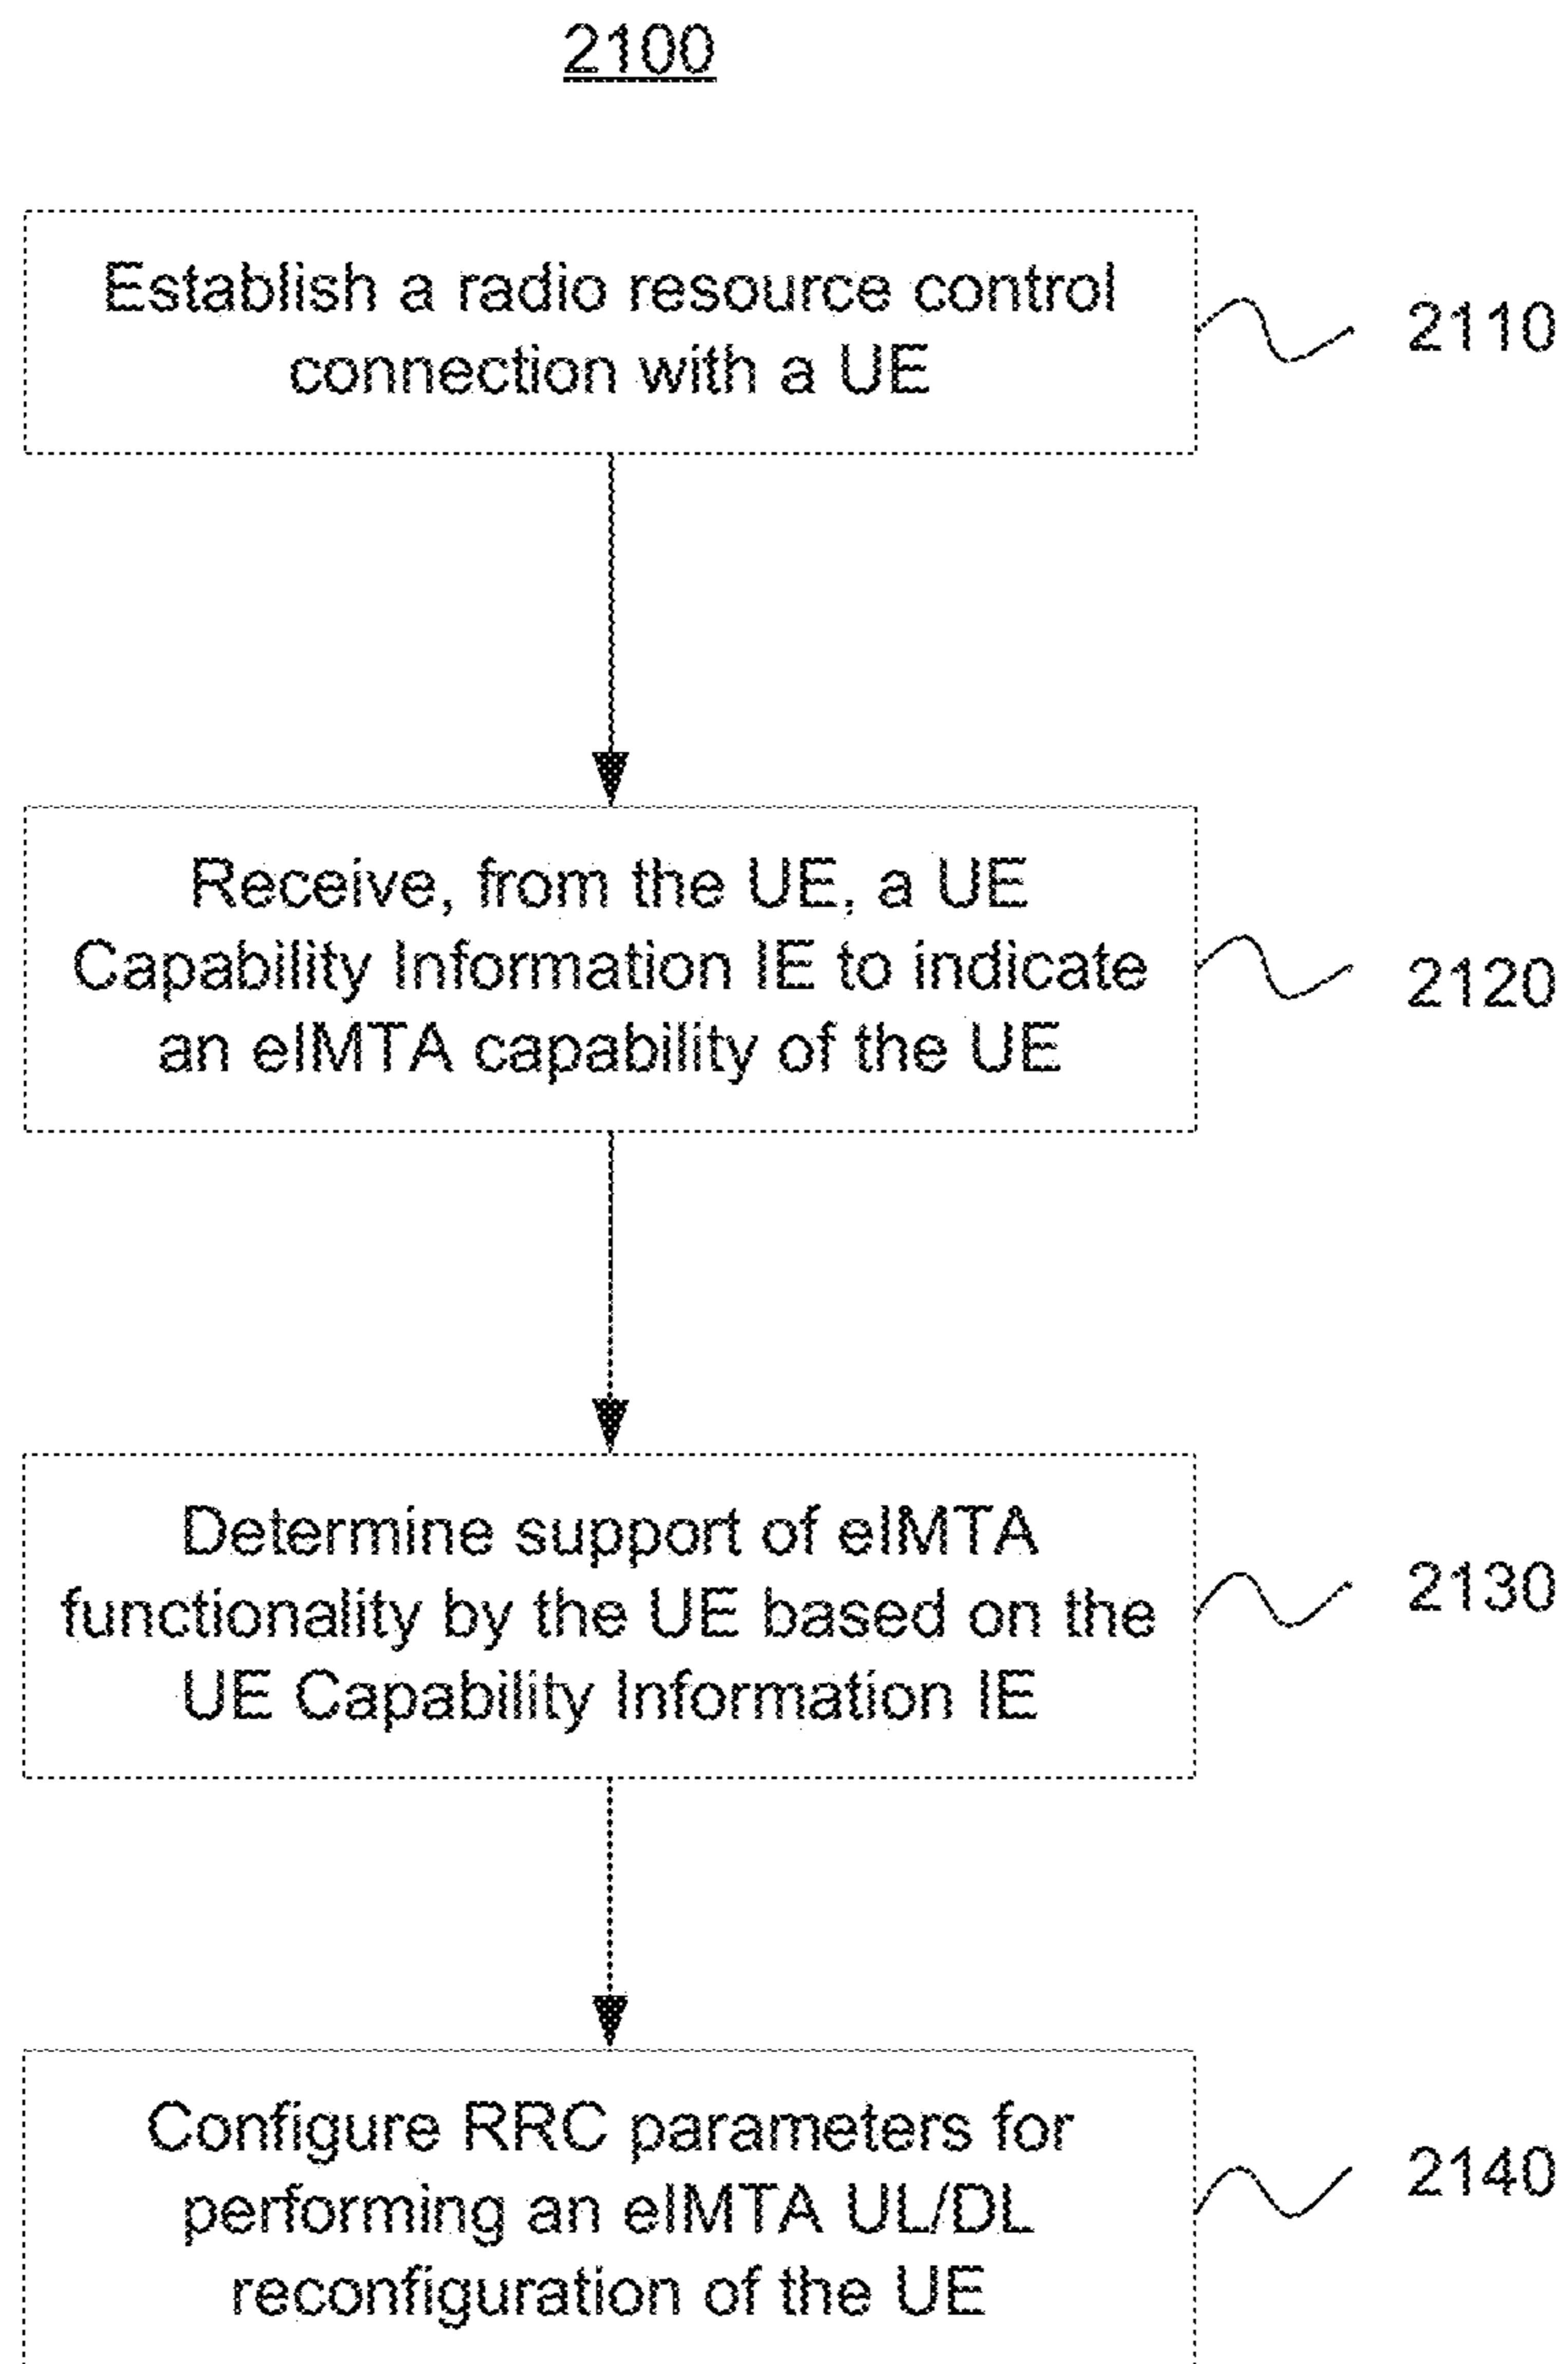 2100
Establish a radio resource control
connection with a UE
2110
Receive, from the UE, a UE
Capability Information IE to indicate
an eIMTA capability of the UE
2120
Determine support of eIMTA
functionality by the UE based on the
UE Capability Information IE
2130
Configure RRC parameters for
performing an eIMTA UL/DL
reconfiguration of the UE
2140